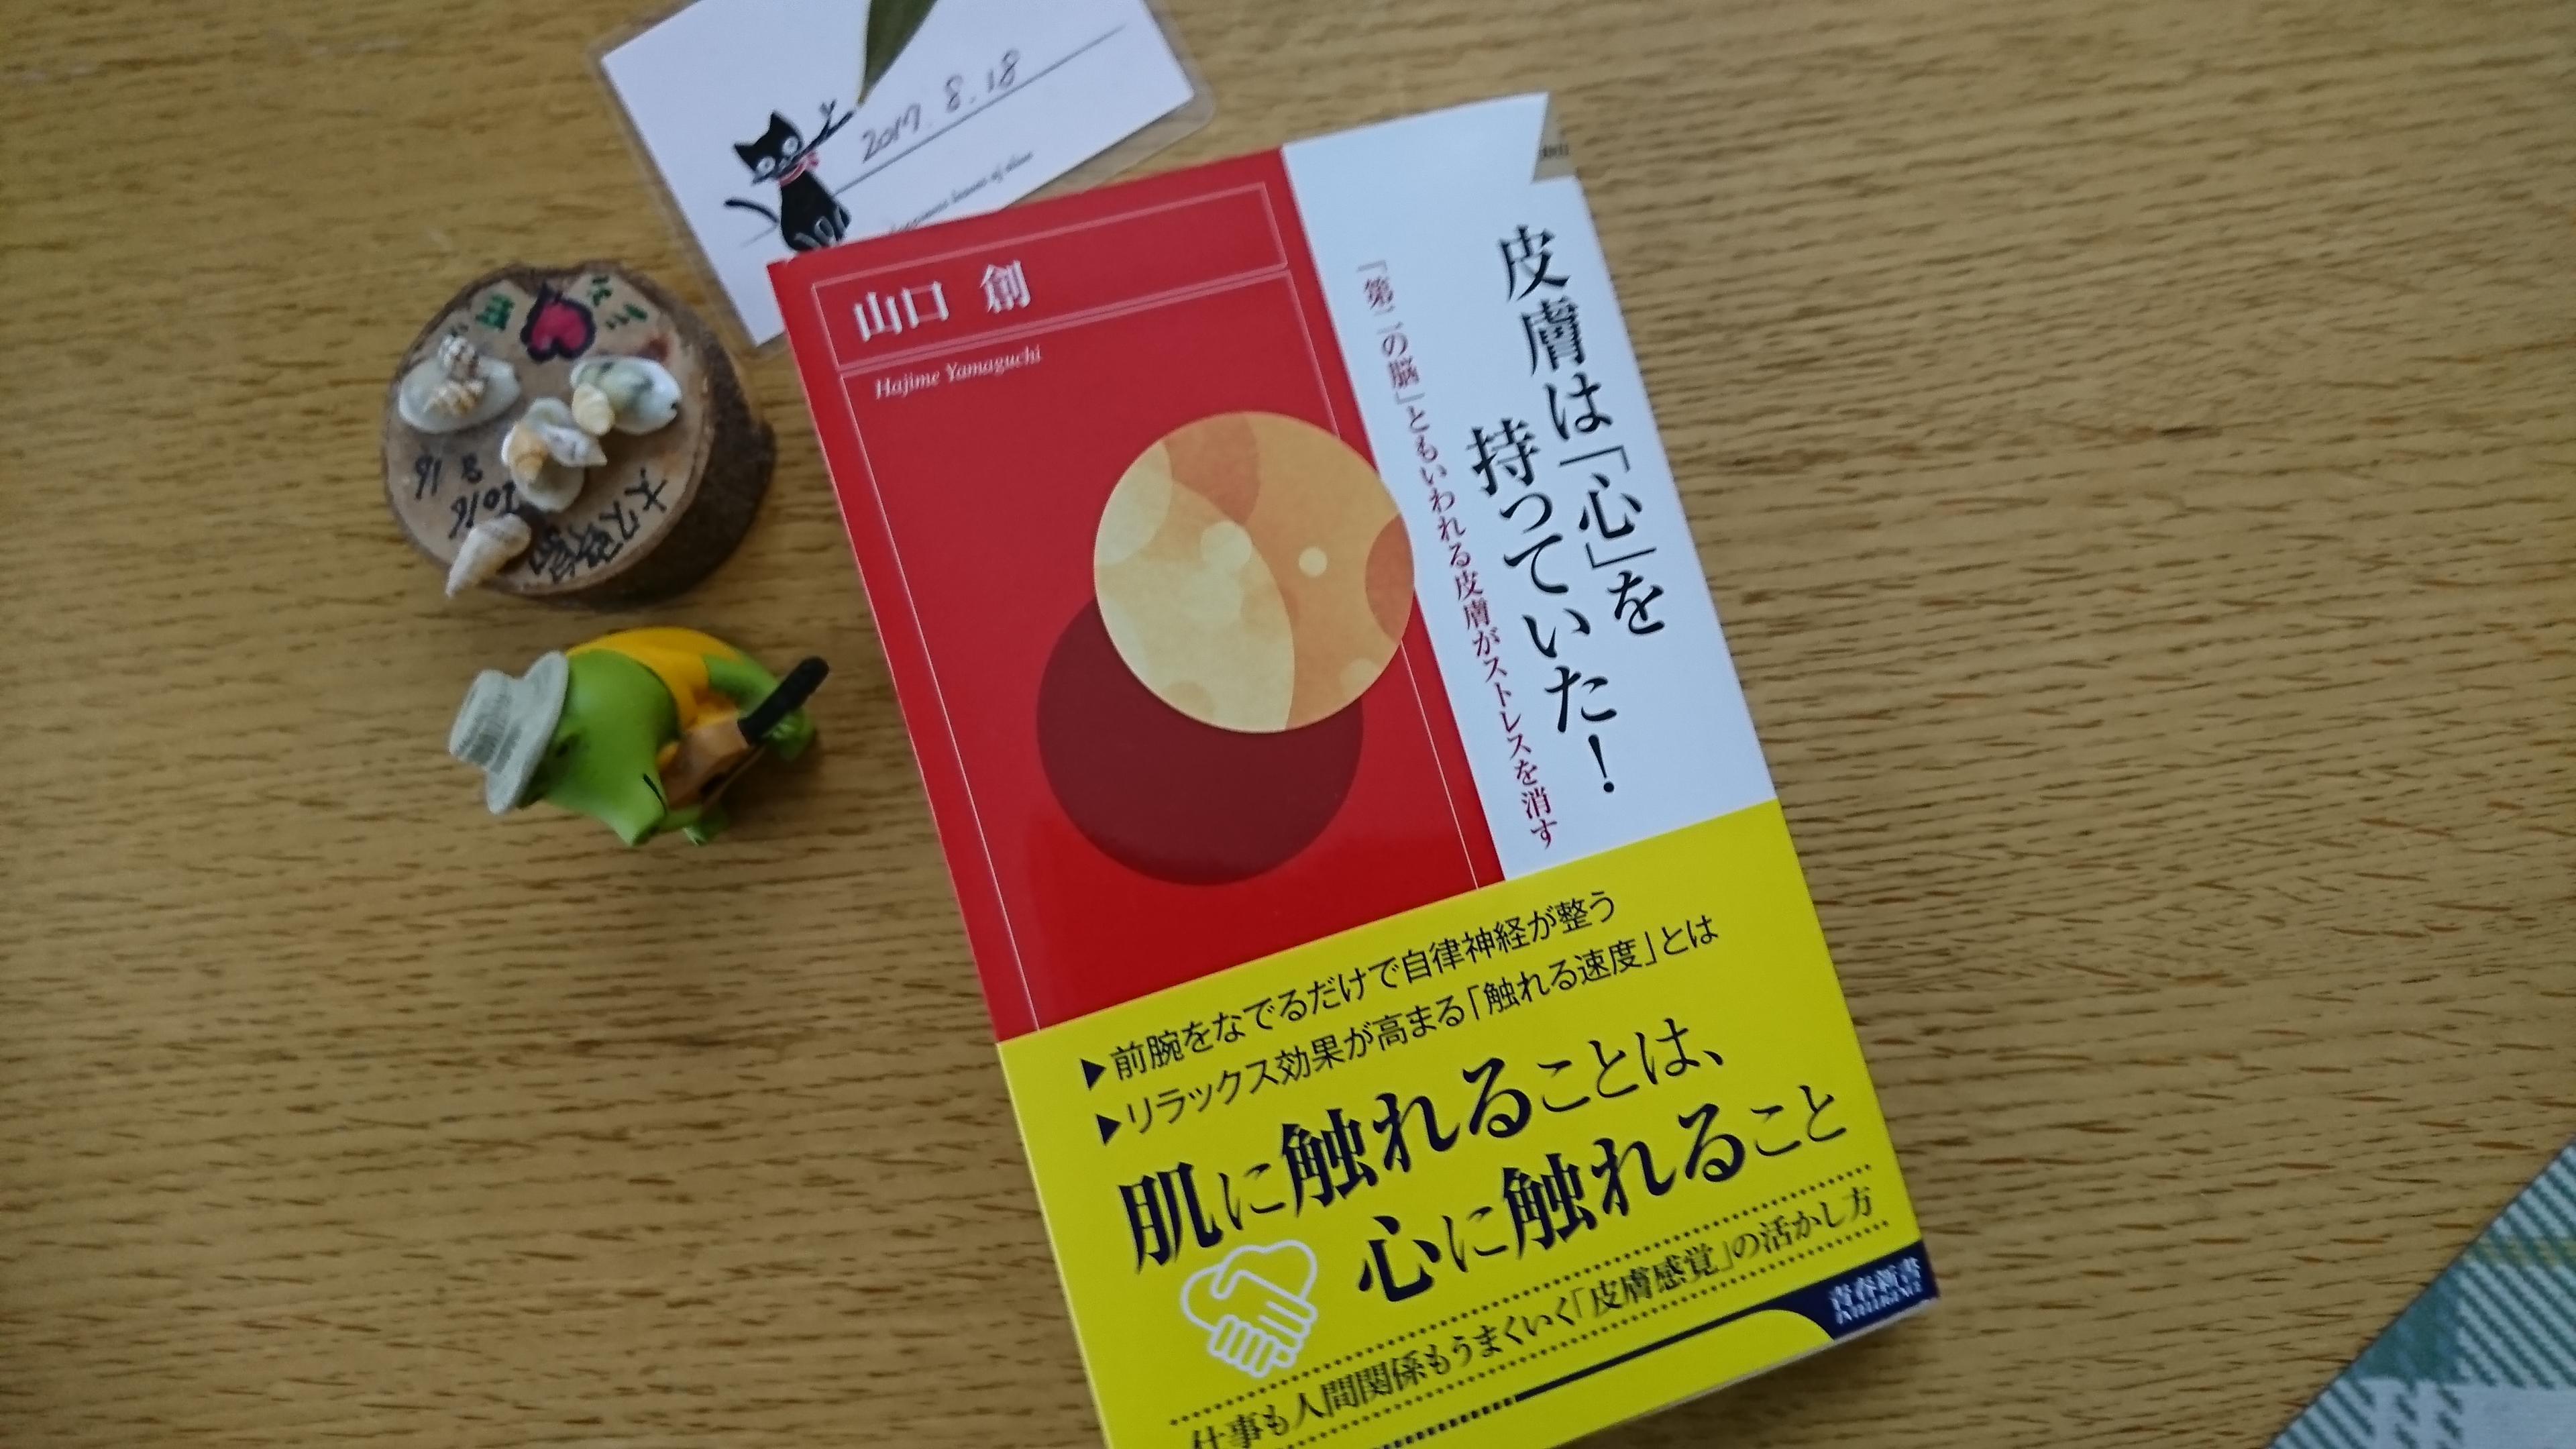 2017.8.18
山口 創
Hajime Yamaguchi
皮膚は「心」を
持っていた！
「第二の脳」ともいわれる皮膚がストレスを消す
▶前腕をなでるだけで自律神経が整う
▶リラックス効果が高まる「触れる速度」とは
肌に触れることは、
心に触れること
仕事も人間関係もうまくいく「皮膚感覚」の活かし方
青春新書
INTELLIGENCE
2016
8 16